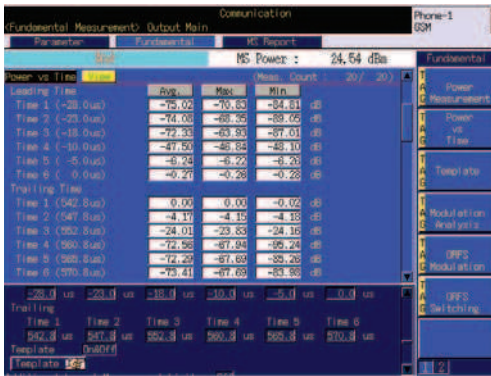 Communication
Phone-1
<Fundamental Measurement> Output Main
GSM
Parameter Fundamental MS Report
Fundamental
End MS Power : 24.54 dBm
Power vs Time View (Meas. Count : 20/ 20)
Leading Time Avg. Max Min
Time 1 (-28.0us) -75.02 -70.83 -84.81 dB
Time 2 (-23.0us) -74.08 -68.35 -89.05 dB
Time 3 (-18.0us) -72.33 -63.93 -87.01 dB
Time 4 (-10.0us) -47.50 -46.84 -48.10 dB
Time 5 ( -5.0us) -6.24 -6.22 -6.26 dB
Time 6 ( 0.0us) -0.27 -0.26 -0.28 dB
Trailing Time
Time 1 (542.8us) 0.00 0.00 -0.02 dB
Time 2 (547.8us) -4.17 -4.15 -4.18 dB
Time 3 (552.8us) -24.01 -23.83 -24.16 dB
Time 4 (560.8us) -72.56 -67.94 -95.24 dB
Time 5 (565.8us) -72.29 -67.69 -85.26 dB
Time 6 (570.8us) -73.41 -67.69 -83.98 dB
-28.0 us -23.0 us -18.0 us -10.0 us -5.0 us 0.0 us
Trailing
Time 1 Time 2 Time 3 Time 4 Time 5 Time 6
542.8 us 547.8 us 552.8 us 560.8 us 565.8 us 570.8 us
Template On&Off
Template
TAG Power Measurement
TAG Power vs Time
TAG Template
TAG Modulation Analysis
TAG ORFS Modulation
TAG ORFS Switching
1 2